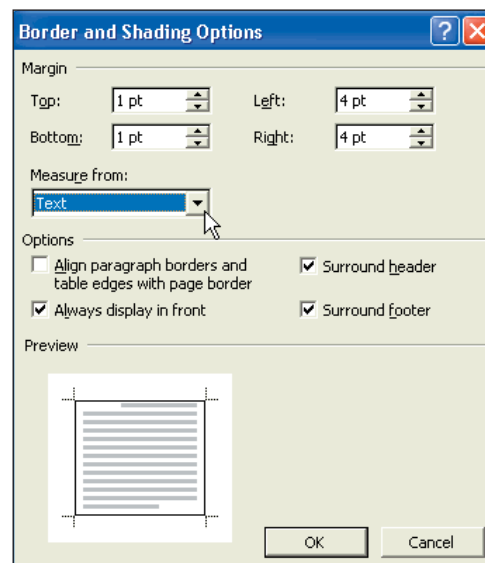 Border and Shading Options
Margin
Top: 1 pt Left: 4 pt
Bottom: 1 pt Right: 4 pt
Measure from:
Text
Options
Align paragraph borders and
table edges with page border
Surround header
Always display in front
Surround footer
Preview
OK Cancel